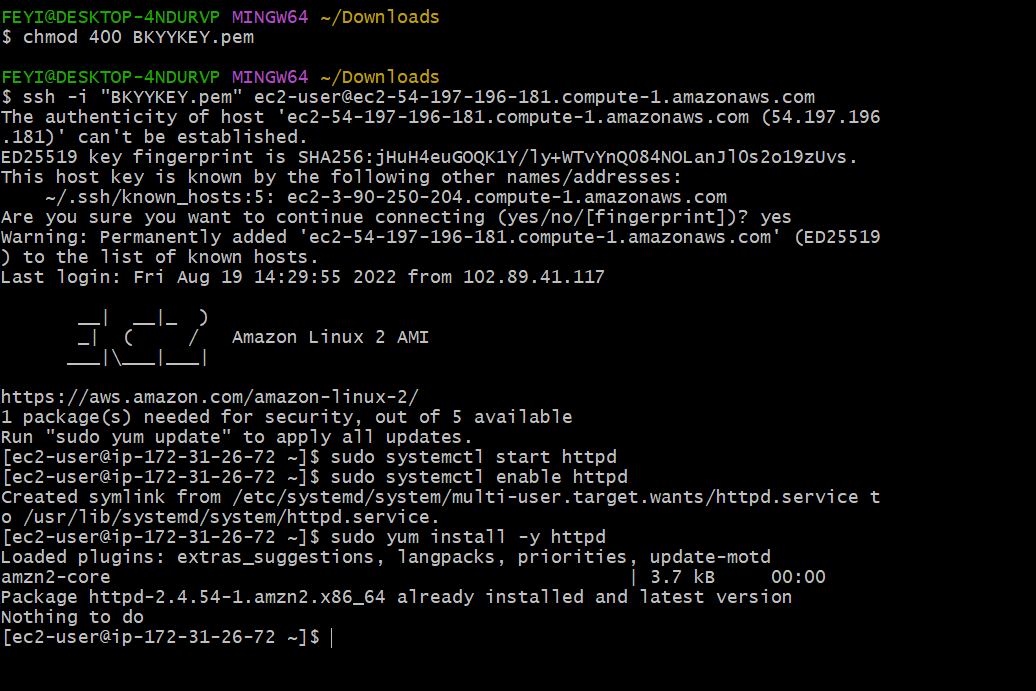 FEYI@DESKTOP-4NDURVP MINGW64 ~/Downloads
$ chmod 400 BKYYKEY.pem
FEYI@DESKTOP-4NDURVP MINGW64 ~/Downloads
$ ssh -i "BKYYKEY.pem" ec2-user@ec2-54-197-196-181.compute-1.amazonaws.com
The authenticity of host 'ec2-54-197-196-181.compute-1.amazonaws.com (54.197.196
.181)' can't be established.
ED25519 key fingerprint is SHA256:jHuH4euGOQK1Y/ly+WTvYnQO84NOLanJl0s2o19zUvs.
This host key is known by the following other names/addresses:
    ~/.ssh/known_hosts:5: ec2-3-90-250-204.compute-1.amazonaws.com
Are you sure you want to continue connecting (yes/no/[fingerprint])? yes
Warning: Permanently added 'ec2-54-197-196-181.compute-1.amazonaws.com' (ED25519
) to the list of known hosts.
Last login: Fri Aug 19 14:29:55 2022 from 102.89.41.117
       __|  __|_  )
       _|  (     /   Amazon Linux 2 AMI
      ___|\___|___|
https://aws.amazon.com/amazon-linux-2/
1 package(s) needed for security, out of 5 available
Run "sudo yum update" to apply all updates.
[ec2-user@ip-172-31-26-72 ~]$ sudo systemctl start httpd
[ec2-user@ip-172-31-26-72 ~]$ sudo systemctl enable httpd
Created symlink from /etc/systemd/system/multi-user.target.wants/httpd.service t
o /usr/lib/systemd/system/httpd.service.
[ec2-user@ip-172-31-26-72 ~]$ sudo yum install -y httpd
Loaded plugins: extras_suggestions, langpacks, priorities, update-motd
amzn2-core                                               | 3.7 kB     00:00
Package httpd-2.4.54-1.amzn2.x86_64 already installed and latest version
Nothing to do
[ec2-user@ip-172-31-26-72 ~]$